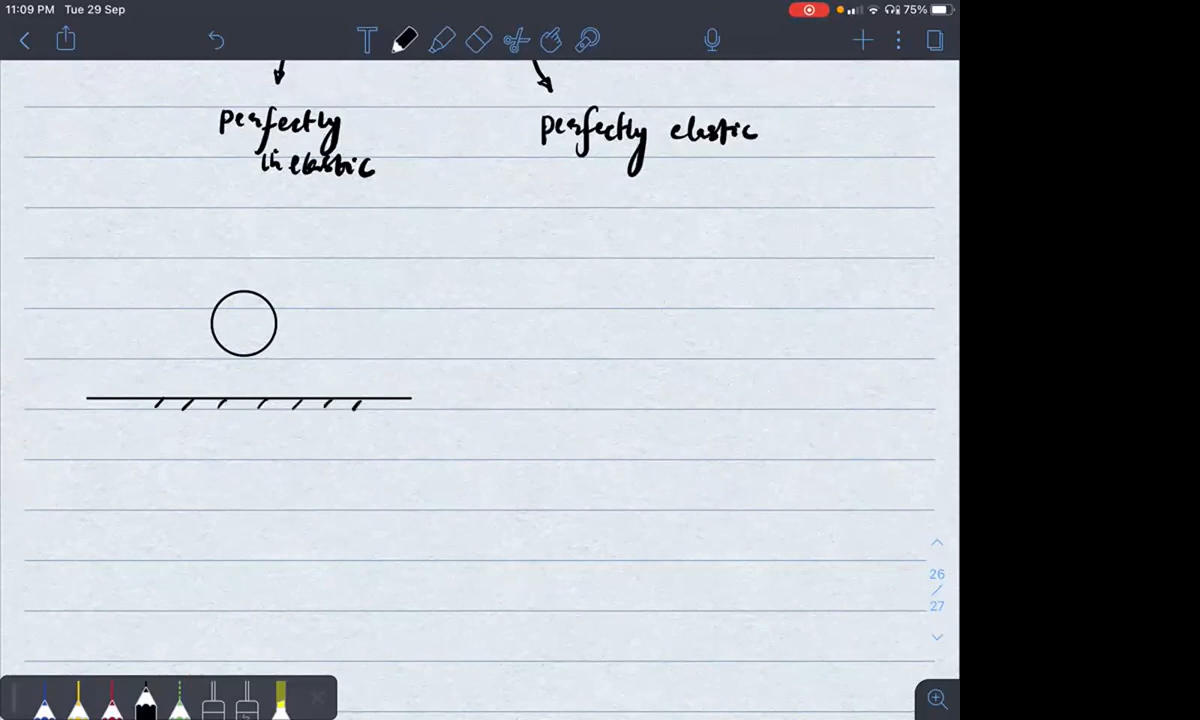 11:09 PM Tue 29 Sep
75%
T
perfectly
inelastic
perfectly elastic
26
/
27